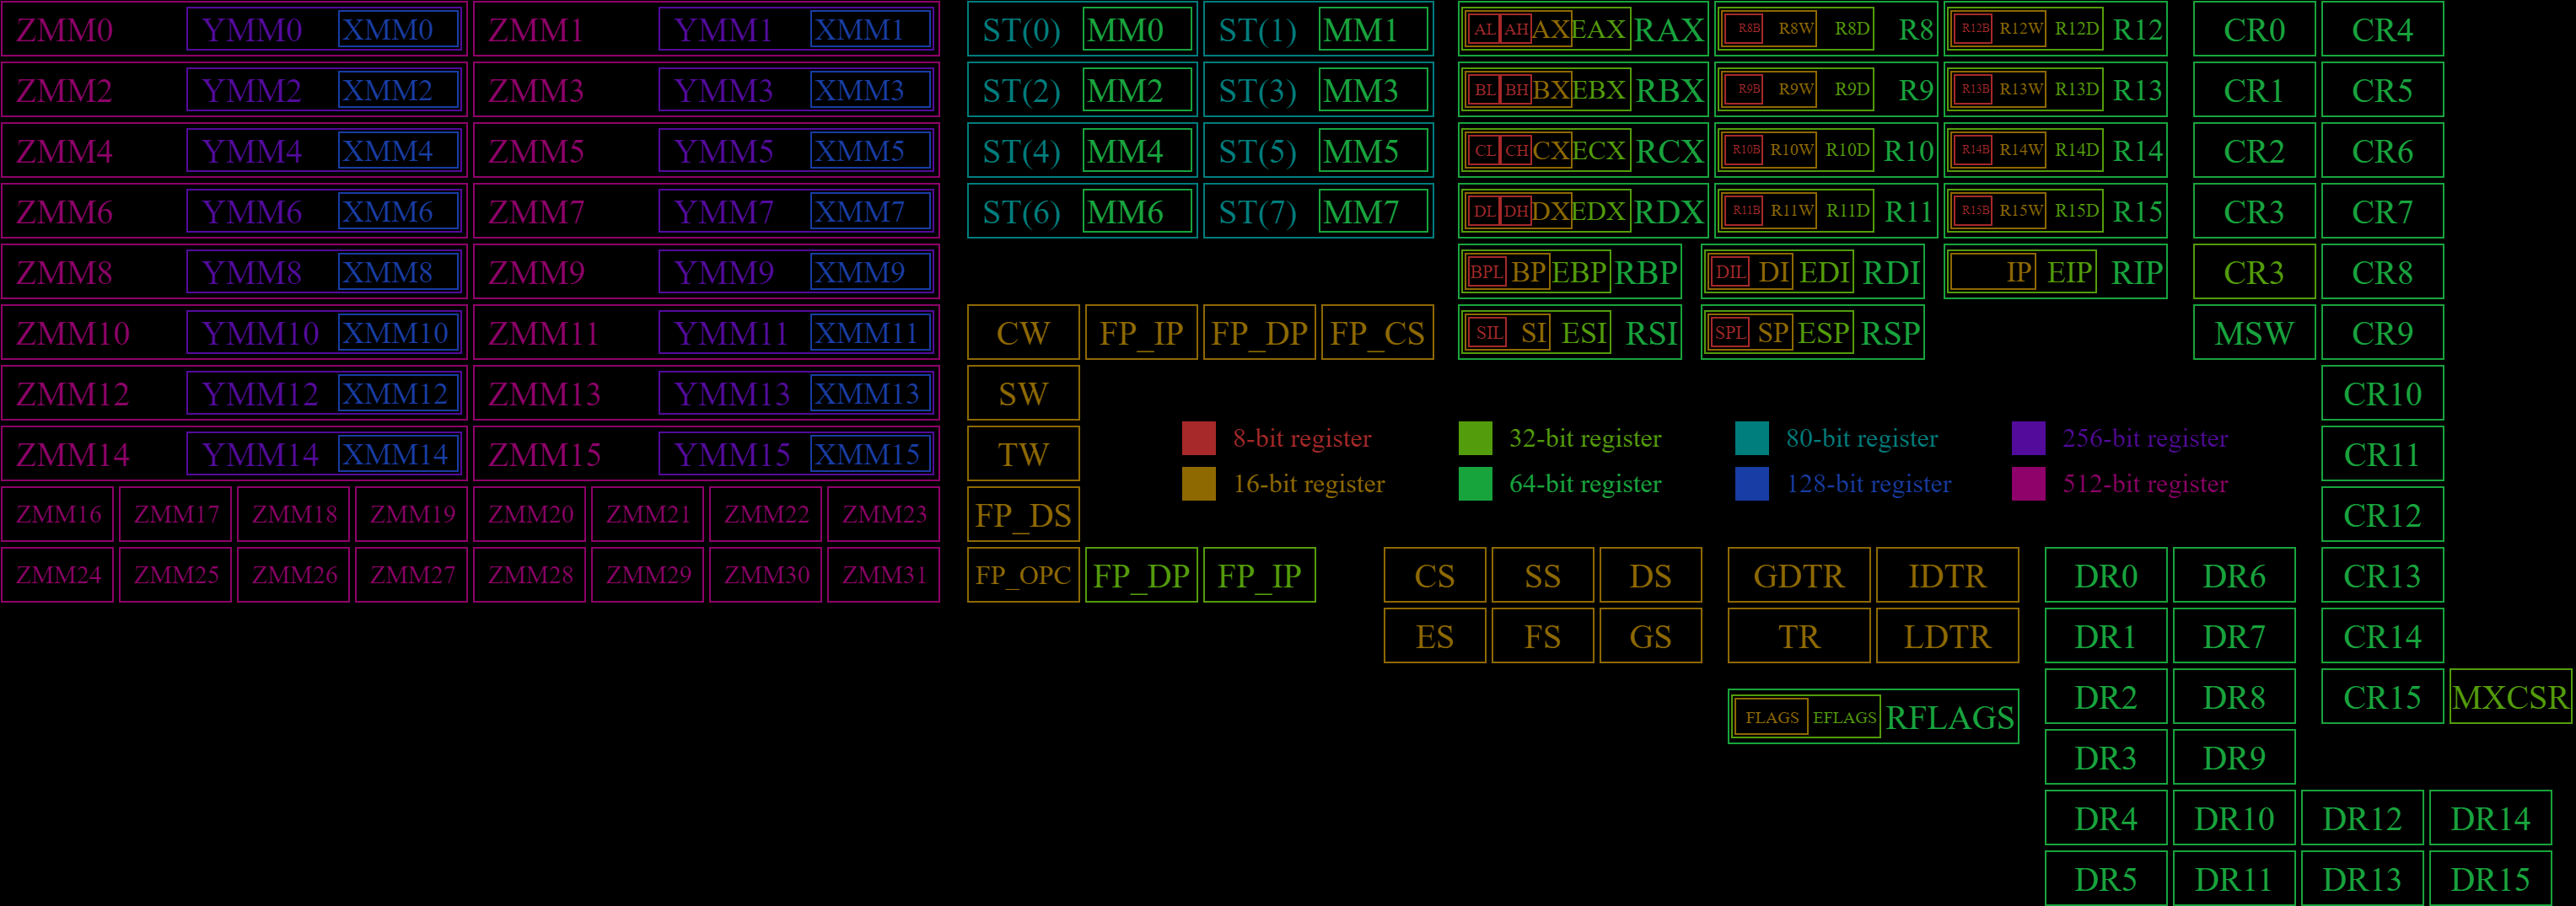 ZMM0 YMM0 XMM0 ZMM1 YMM1 XMM1 ST(0) MM0 ST(1) MM1 AL AH AX EAX RAX R8B R8W R8D R8 R12B R12W R12D R12 CR0 CR4
ZMM2 YMM2 XMM2 ZMM3 YMM3 XMM3 ST(2) MM2 ST(3) MM3 BL BH BX EBX RBX R9B R9W R9D R9 R13B R13W R13D R13 CR1 CR5
ZMM4 YMM4 XMM4 ZMM5 YMM5 XMM5 ST(4) MM4 ST(5) MM5 CL CH CX ECX RCX R10B R10W R10D R10 R14B R14W R14D R14 CR2 CR6
ZMM6 YMM6 XMM6 ZMM7 YMM7 XMM7 ST(6) MM6 ST(7) MM7 DL DH DX EDX RDX R11B R11W R11D R11 R15B R15W R15D R15 CR3 CR7
ZMM8 YMM8 XMM8 ZMM9 YMM9 XMM9 BPL BP EBP RBP DIL DI EDI RDI IP EIP RIP CR3 CR8
ZMM10 YMM10 XMM10 ZMM11 YMM11 XMM11 CW FP_IP FP_DP FP_CS SIL SI ESI RSI SPL SP ESP RSP MSW CR9
ZMM12 YMM12 XMM12 ZMM13 YMM13 XMM13 SW CR10
8-bit register 32-bit register 80-bit register 256-bit register
ZMM14 YMM14 XMM14 ZMM15 YMM15 XMM15 TW CR11
16-bit register 64-bit register 128-bit register 512-bit register
ZMM16 ZMM17 ZMM18 ZMM19 ZMM20 ZMM21 ZMM22 ZMM23 FP_DS CR12
ZMM24 ZMM25 ZMM26 ZMM27 ZMM28 ZMM29 ZMM30 ZMM31 FP_OPC FP_DP FP_IP CS SS DS GDTR IDTR DR0 DR6 CR13
ES FS GS TR LDTR DR1 DR7 CR14
FLAGS EFLAGS RFLAGS DR2 DR8 CR15 MXCSR
DR3 DR9
DR4 DR10 DR12 DR14
DR5 DR11 DR13 DR15